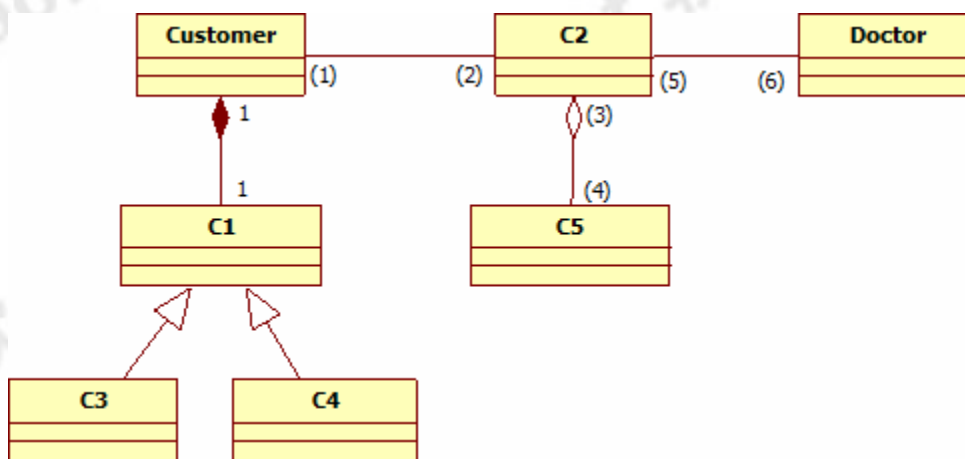 Customer
C2
Doctor
(1)
(2)
(5)
(6)
1
(3)
1
(4)
C1
C5
C3
C4